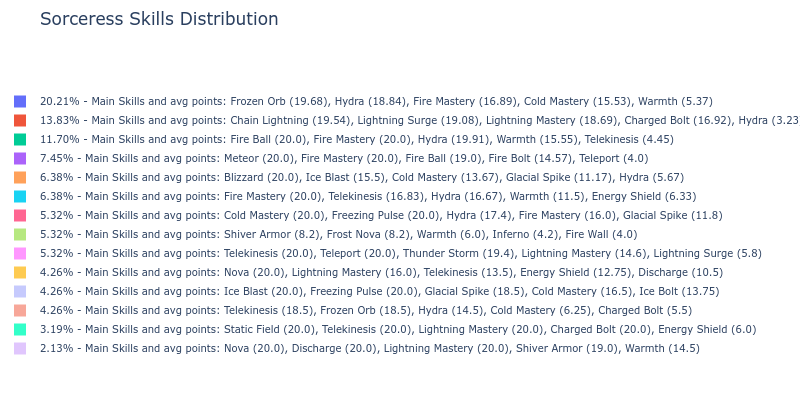 Sorceress Skills Distribution
20.21% - Main Skills and avg points: Frozen Orb (19.68), Hydra (18.84), Fire Mastery (16.89), Cold Mastery (15.53), Warmth (5.37)
13.83% - Main Skills and avg points: Chain Lightning (19.54), Lightning Surge (19.08), Lightning Mastery (18.69), Charged Bolt (16.92), Hydra (3.23
11.70% - Main Skills and avg points: Fire Ball (20.0), Fire Mastery (20.0), Hydra (19.91), Warmth (15.55), Telekinesis (4.45)
7.45% - Main Skills and avg points: Meteor (20.0), Fire Mastery (20.0), Fire Ball (19.0), Fire Bolt (14.57), Teleport (4.0)
6.38% - Main Skills and avg points: Blizzard (20.0), Ice Blast (15.5), Cold Mastery (13.67), Glacial Spike (11.17), Hydra (5.67)
6.38% - Main Skills and avg points: Fire Mastery (20.0), Telekinesis (16.83), Hydra (16.67), Warmth (11.5), Energy Shield (6.33)
5.32% - Main Skills and avg points: Cold Mastery (20.0), Freezing Pulse (20.0), Hydra (17.4), Fire Mastery (16.0), Glacial Spike (11.8)
5.32% - Main Skills and avg points: Shiver Armor (8.2), Frost Nova (8.2), Warmth (6.0), Inferno (4.2), Fire Wall (4.0)
5.32% - Main Skills and avg points: Telekinesis (20.0), Teleport (20.0), Thunder Storm (19.4), Lightning Mastery (14.6), Lightning Surge (5.8)
4.26% - Main Skills and avg points: Nova (20.0), Lightning Mastery (16.0), Telekinesis (13.5), Energy Shield (12.75), Discharge (10.5)
4.26% - Main Skills and avg points: Ice Blast (20.0), Freezing Pulse (20.0), Glacial Spike (18.5), Cold Mastery (16.5), Ice Bolt (13.75)
4.26% - Main Skills and avg points: Telekinesis (18.5), Frozen Orb (18.5), Hydra (14.5), Cold Mastery (6.25), Charged Bolt (5.5)
3.19% - Main Skills and avg points: Static Field (20.0), Telekinesis (20.0), Lightning Mastery (20.0), Charged Bolt (20.0), Energy Shield (6.0)
2.13% - Main Skills and avg points: Nova (20.0), Discharge (20.0), Lightning Mastery (20.0), Shiver Armor (19.0), Warmth (14.5)